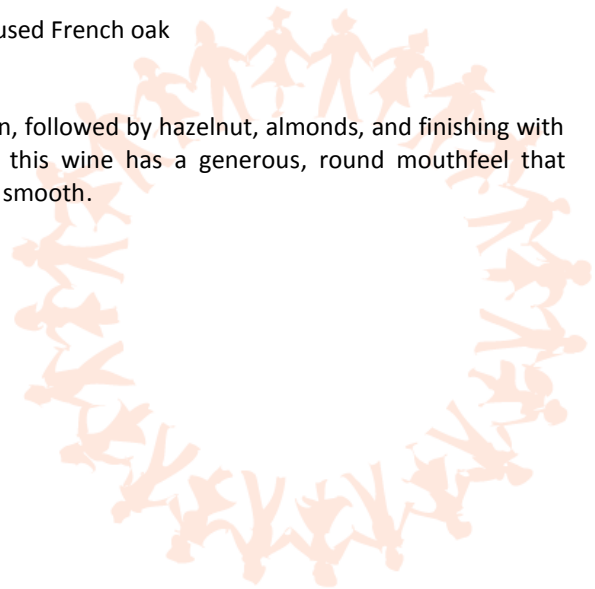 used French oak
n, followed by hazelnut, almonds, and finishing with
this wine has a generous, round mouthfeel that
smooth.